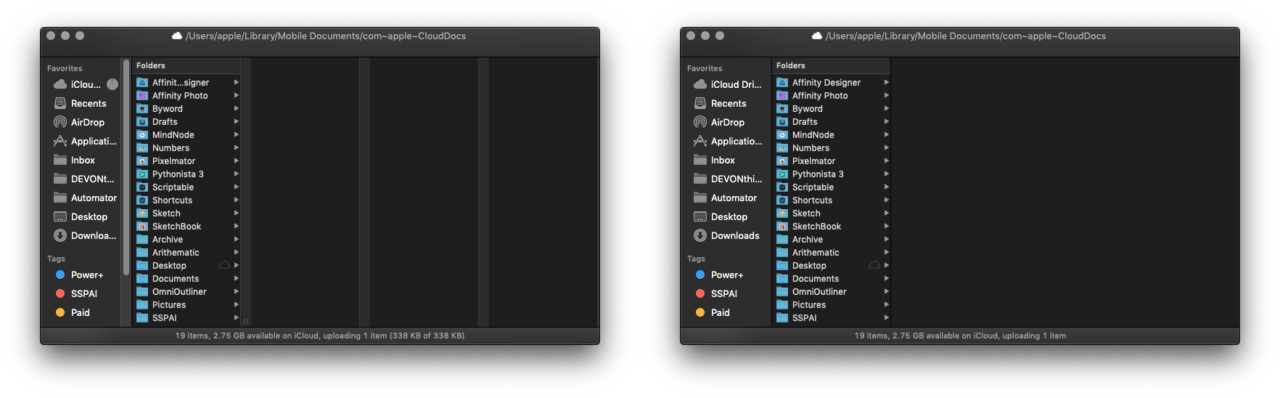 /Users/apple/Library/Mobile Documents/com~apple~CloudDocs
Favorites
iClou...
Recents
AirDrop
Applicati...
Inbox
DEVONt...
Automator
Desktop
Downloa...
Tags
Power+
SSPAI
Paid
Folders
Affinit...signer
Affinity Photo
Byword
Drafts
MindNode
Numbers
Pixelmator
Pythonista 3
Scriptable
Shortcuts
Sketch
SketchBook
Archive
Arithematic
Desktop
Documents
OmniOutliner
Pictures
SSPAI
19 items, 2.75 GB available on iCloud, uploading 1 item (338 KB of 338 KB)
/Users/apple/Library/Mobile Documents/com~apple~CloudDocs
Favorites
iCloud Dri...
Recents
AirDrop
Applicatio...
Inbox
DEVONthi...
Automator
Desktop
Downloads
Tags
Power+
SSPAI
Paid
Folders
Affinity Designer
Affinity Photo
Byword
Drafts
MindNode
Numbers
Pixelmator
Pythonista 3
Scriptable
Shortcuts
Sketch
SketchBook
Archive
Arithematic
Desktop
Documents
OmniOutliner
Pictures
SSPAI
19 items, 2.75 GB available on iCloud, uploading 1 item